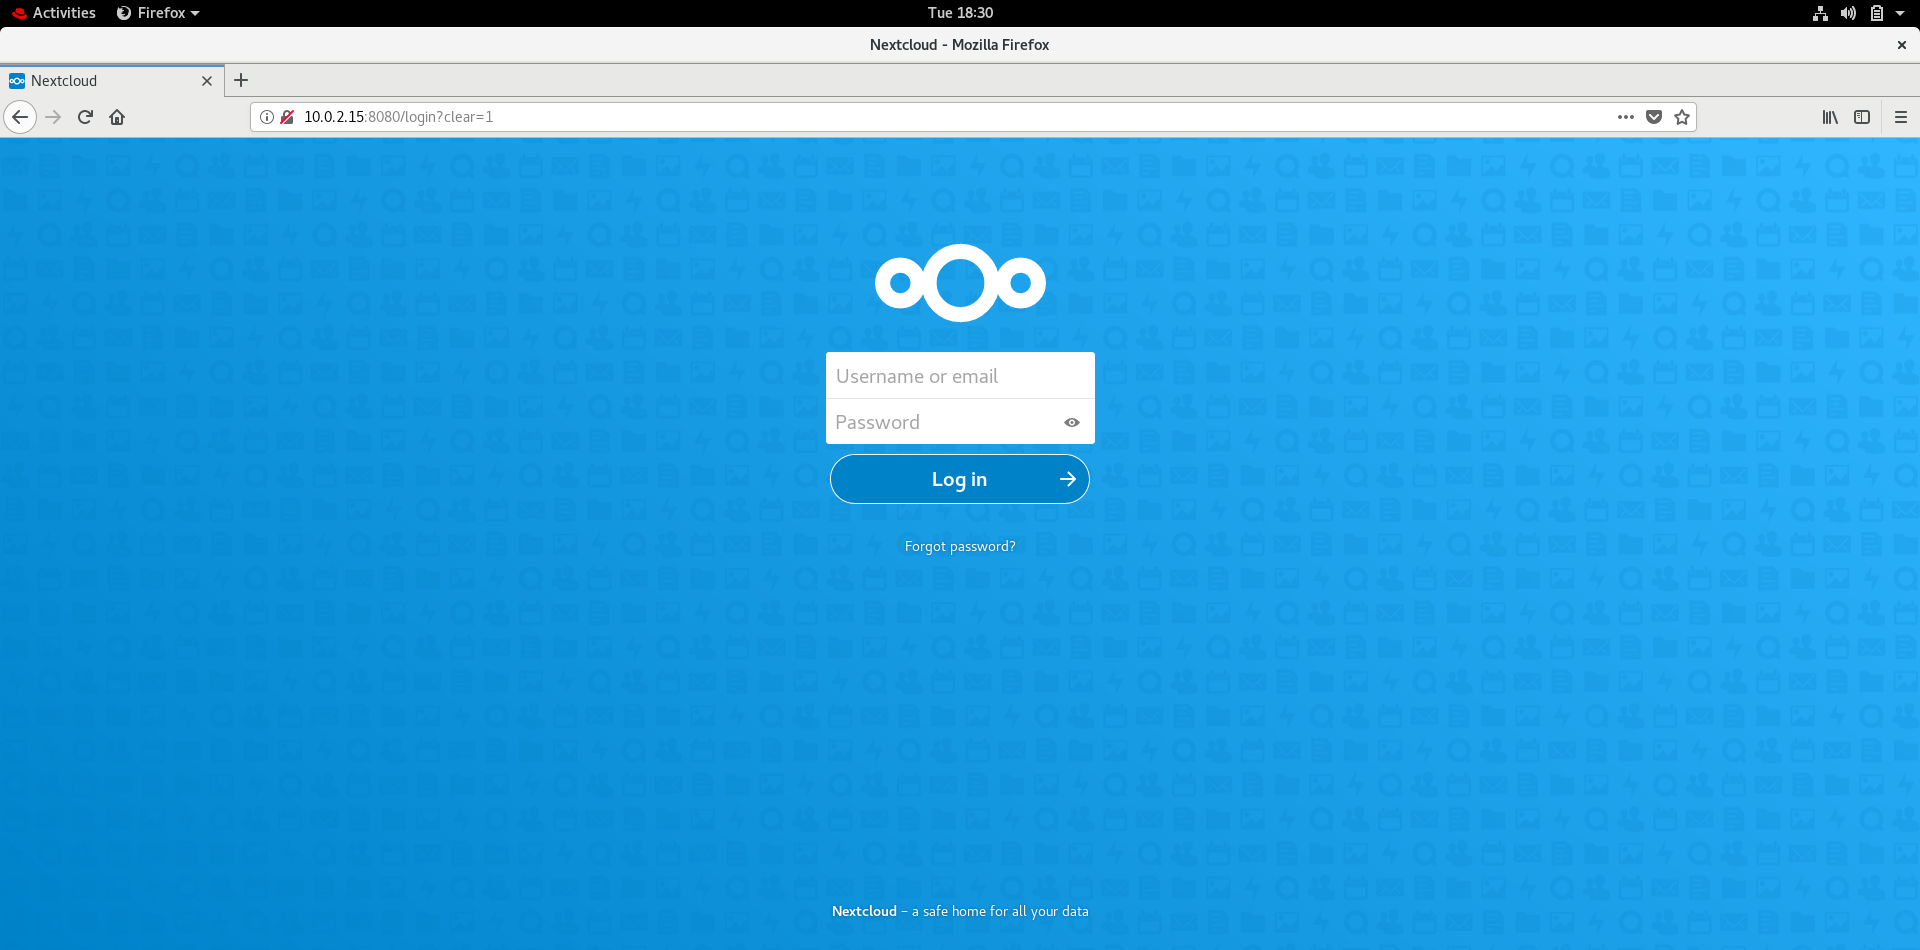 Activities Firefox Tue 18:30
Nextcloud - Mozilla Firefox
Nextcloud
10.0.2.15:8080/login?clear=1
Username or email
Password
Log in
Forgot password?
Nextcloud – a safe home for all your data